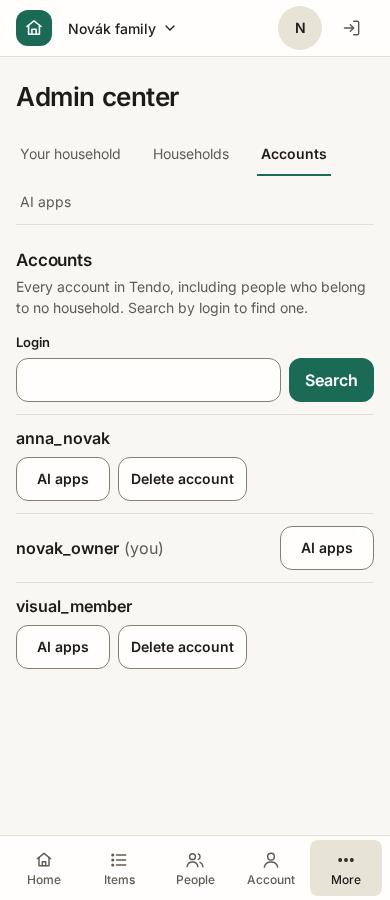 Novák family
N
Admin center
Your household
Households
Accounts
AI apps
Accounts
Every account in Tendo, including people who belong
to no household. Search by login to find one.
Login
Search
anna_novak
AI apps
Delete account
novak_owner (you)
AI apps
visual_member
AI apps
Delete account
Home
Items
People
Account
More